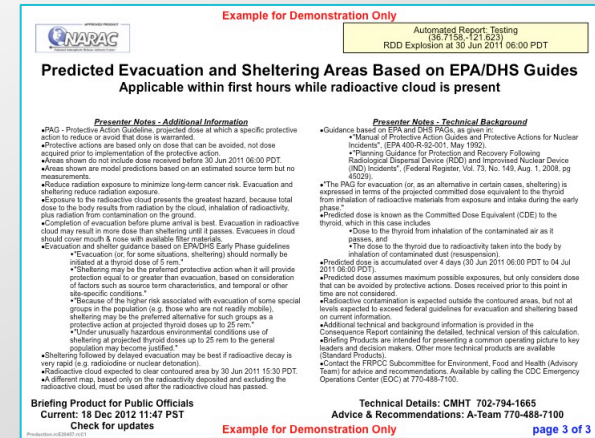 Example for Demonstration Only
APPROVED PRODUCT
NARAC
Automated Report: Testing
(36.7158,-121.623)
RDD Explosion at 30 Jun 2011 06:00 PDT
Predicted Evacuation and Sheltering Areas Based on EPA/DHS Guides
Applicable within first hours while radioactive cloud is present
Presenter Notes - Additional Information
•PAG - Protective Action Guideline, projected dose at which a specific protective
action to reduce or avoid that dose is warranted.
•Protective actions are based only on dose that can be avoided, not dose
acquired prior to implementation of the protective action.
•Areas shown do not include dose received before 30 Jun 2011 06:00 PDT.
•Areas shown are model predictions based on an estimated source term but no
measurements.
•Reduce radiation exposure to minimize long-term cancer risk. Evacuation and
sheltering reduce radiation exposure.
•Exposure to the radioactive cloud presents the greatest hazard, because total
dose to the body results from radiation by the cloud, inhalation of radioactivity,
plus radiation from contamination on the ground.
•Completion of evacuation before plume arrival is best. Evacuation in radioactive
cloud may result in more dose than sheltering until it passes. Evacuees in cloud
should cover mouth & nose with available filter materials.
•Evacuation and shelter guidance based on EPA/DHS Early Phase guidelines
•"Evacuation (or, for some situations, sheltering) should normally be
initiated at a thyroid dose of 5 rem."
•"Sheltering may be the preferred protective action when it will provide
protection equal to or greater than evacuation, based on consideration
of factors such as source term characteristics, and temporal or other
site-specific conditions."
•"Because of the higher risk associated with evacuation of some special
groups in the population (e.g. those who are not readily mobile),
sheltering may be the preferred alternative for such groups as a
protective action at projected thyroid doses up to 25 rem."
•"Under unusually hazardous environmental conditions use of
sheltering at projected thyroid doses up to 25 rem to the general
population may become justified."
•Sheltering followed by delayed evacuation may be best if radioactive decay is
very rapid (e.g. radioiodine or nuclear detonation).
•Radioactive cloud expected to clear contoured area by 30 Jun 2011 15:30 PDT.
•A different map, based only on the radioactivity deposited and excluding the
radioactive cloud, must be used after the radioactive cloud has passed.
Presenter Notes - Technical Background
•Guidance based on EPA and DHS PAGs, as given in:
•"Manual of Protective Action Guides and Protective Actions for Nuclear
Incidents", (EPA 400-R-92-001, May 1992).
•"Planning Guidance for Protection and Recovery Following
Radiological Dispersal Device (RDD) and Improvised Nuclear Device
(IND) Incidents", (Federal Register, Vol. 73, No. 149, Aug. 1, 2008, pg
45029).
•"The PAG for evacuation (or, as an alternative in certain cases, sheltering) is
expressed in terms of the projected committed dose equivalent to the thyroid
from inhalation of radioactive materials from exposure and intake during the early
phase."
•Predicted dose is known as the Committed Dose Equivalent (CDE) to the
thyroid, which in this case includes
•Dose to the thyroid from inhalation of the contaminated air as it
passes, and
•The dose to the thyroid due to radioactivity taken into the body by
inhalation of contaminated dust (resuspension).
•Predicted dose is accumulated over 4 days (30 Jun 2011 06:00 PDT to 04 Jul
2011 06:00 PDT).
•Predicted dose assumes maximum possible exposures, but only considers dose
that can be avoided by protective actions. Doses received prior to this point in
time are not considered.
•Radioactive contamination is expected outside the contoured areas, but not at
levels expected to exceed federal guidelines for evacuation and sheltering based
on current information.
•Additional technical and background information is provided in the
Consequence Report containing the detailed, technical version of this calculation.
•Briefing Products are intended for presenting a common operating picture to key
leaders and decision makers. Other more technical products are available
(Standard Products).
•Contact the FRPCC Subcommittee for Environment, Food and Health (Advisory
Team) for advice and recommendations. Available by calling the CDC Emergency
Operations Center (EOC) at 770-488-7100.
Briefing Product for Public Officials
Current: 18 Dec 2012 11:47 PST
Check for updates
Technical Details: CMHT 702-794-1665
Advice & Recommendations: A-Team 770-488-7100
Example for Demonstration Only
page 3 of 3